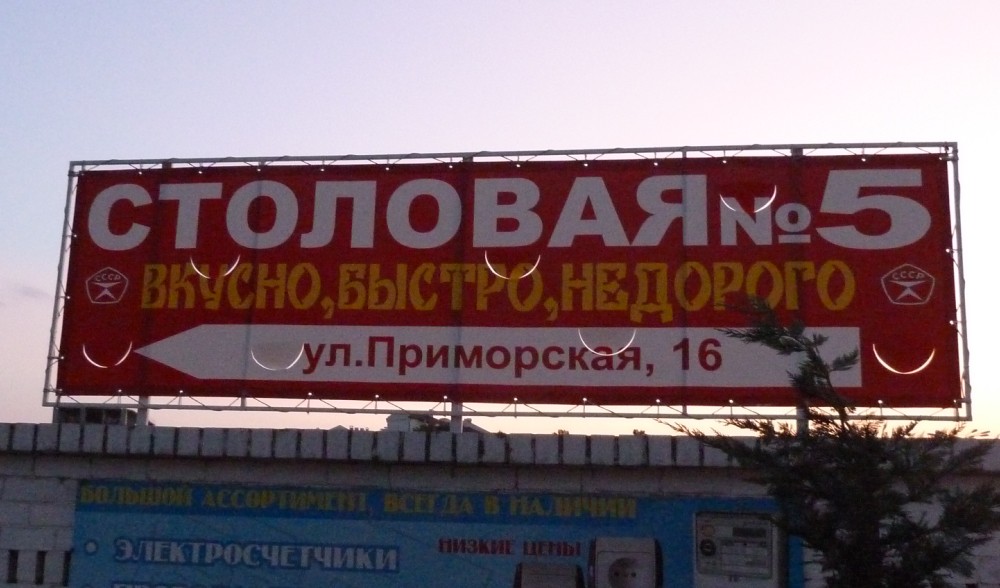 СТОЛОВАЯ №5
СССР ВКУСНО, БЫСТРО, НЕДОРОГО СССР
ул.Приморская, 16
БОЛЬШОЙ АССОРТИМЕНТ, ВСЕГДА В НАЛИЧИИ
• ЭЛЕКТРОСЧЕТЧИКИ
НИЗКИЕ ЦЕНЫ